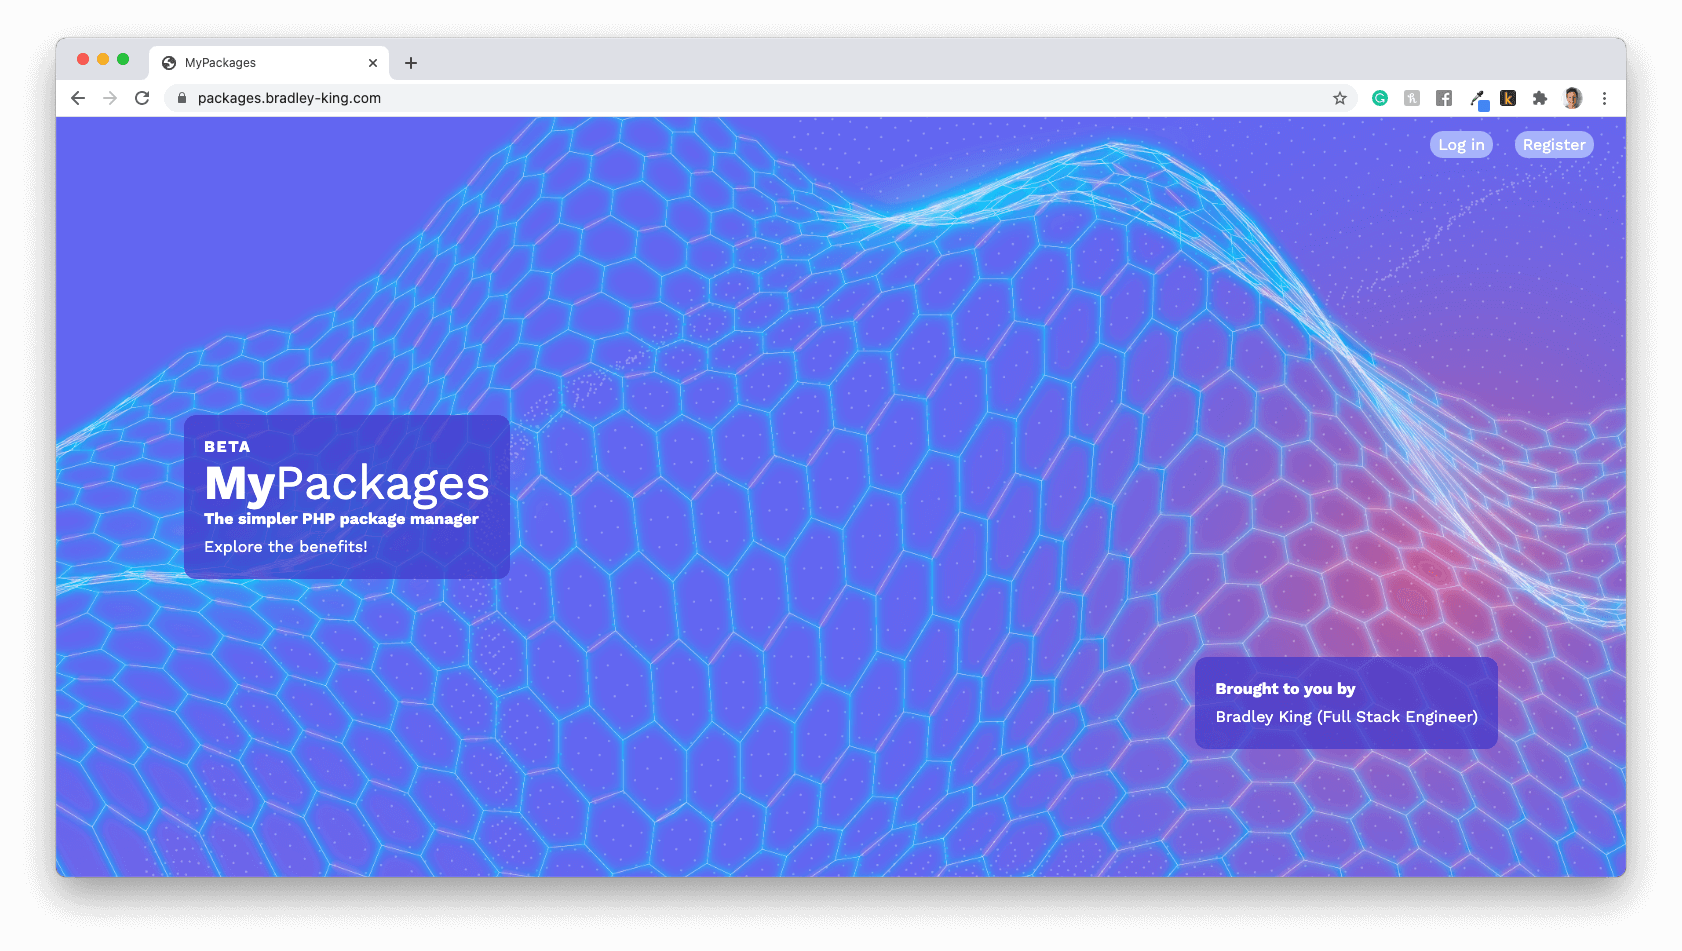 MyPackages
packages.bradley-king.com
Log in
Register
BETA
MyPackages
The simpler PHP package manager
Explore the benefits!
Brought to you by
Bradley King (Full Stack Engineer)